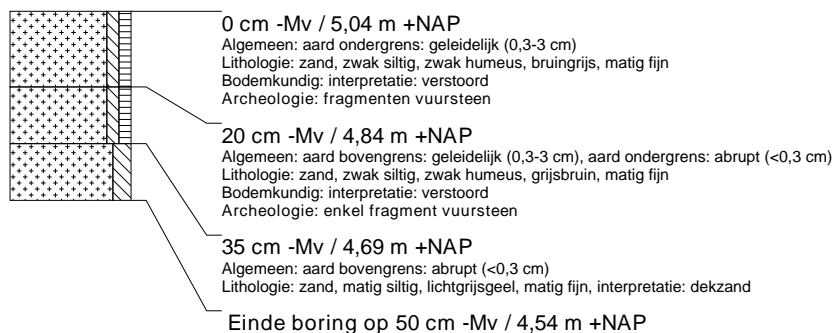 0 cm -Mv / 5,04 m +NAP
Algemeen: aard ondergrens: geleidelijk (0,3-3 cm)
Lithologie: zand, zwak siltig, zwak humeus, bruingrijs, matig fijn
Bodemkundig: interpretatie: verstoord
Archeologie: fragmenten vuursteen
20 cm -Mv / 4,84 m +NAP
Algemeen: aard bovengrens: geleidelijk (0,3-3 cm), aard ondergrens: abrupt (<0,3 cm)
Lithologie: zand, zwak siltig, zwak humeus, grijsbruin, matig fijn
Bodemkundig: interpretatie: verstoord
Archeologie: enkel fragment vuursteen
35 cm -Mv / 4,69 m +NAP
Algemeen: aard bovengrens: abrupt (<0,3 cm)
Lithologie: zand, matig siltig, lichtgrijsgeel, matig fijn, interpretatie: dekzand
Einde boring op 50 cm -Mv / 4,54 m +NAP